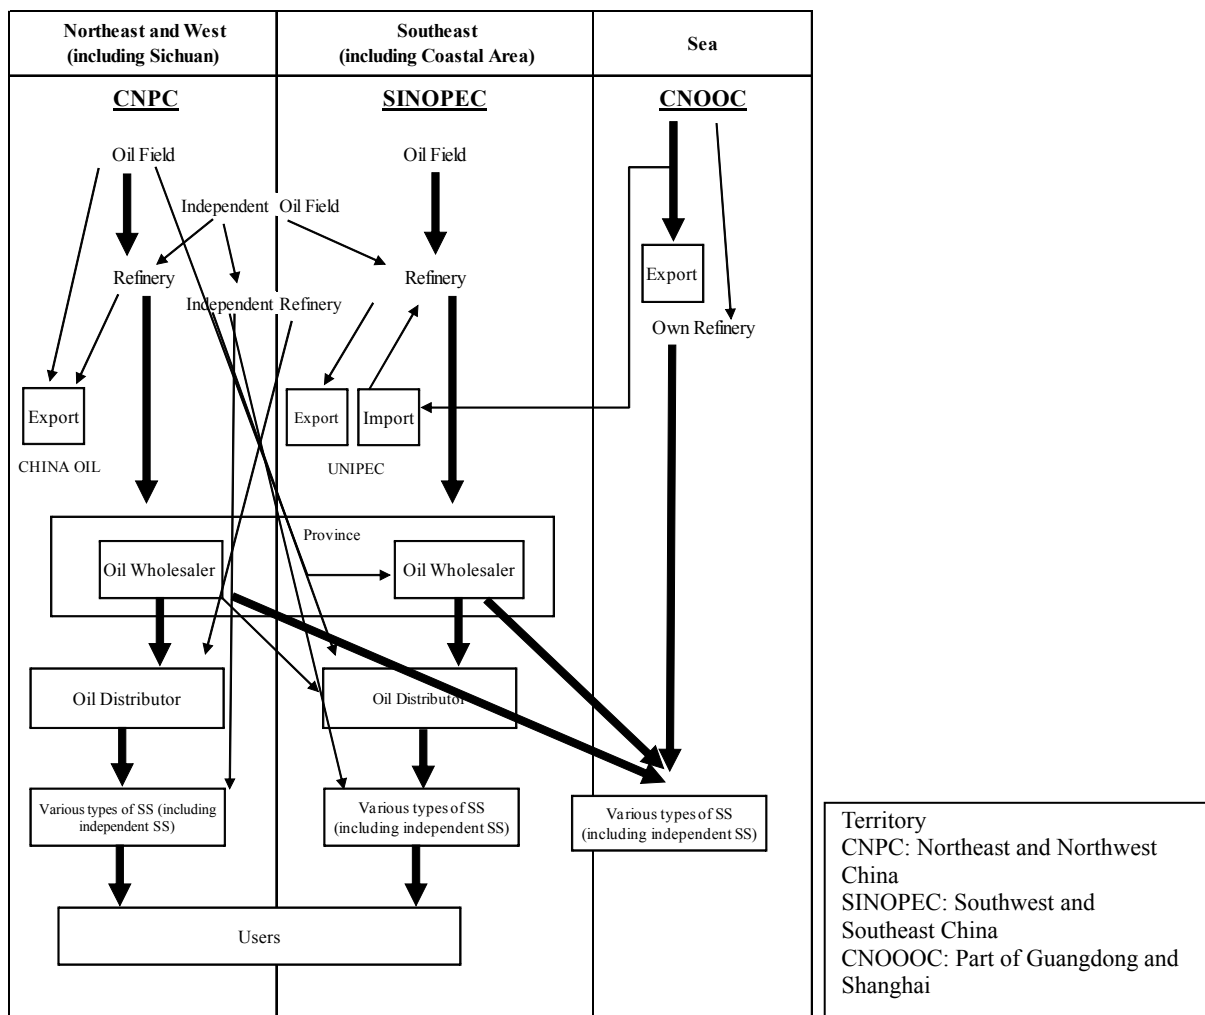 Northeast and West
(including Sichuan)
Southeast
(including Coastal Area)
Sea
CNPC
SINOPEC
CNOOC
Oil Field
Oil Field
Independent Oil Field
Export
Refinery
Refinery
Independent Refinery
Own Refinery
Export
Export
Import
CHINA OIL
UNIPEC
Province
Oil Wholesaler
Oil Wholesaler
Oil Distributor
Oil Distributor
Various types of SS (including
independent SS)
Various types of SS
(including independent SS)
Various types of SS
(including independent SS)
Users
Territory
CNPC: Northeast and Northwest
China
SINOPEC: Southwest and
Southeast China
CNOOOC: Part of Guangdong and
Shanghai